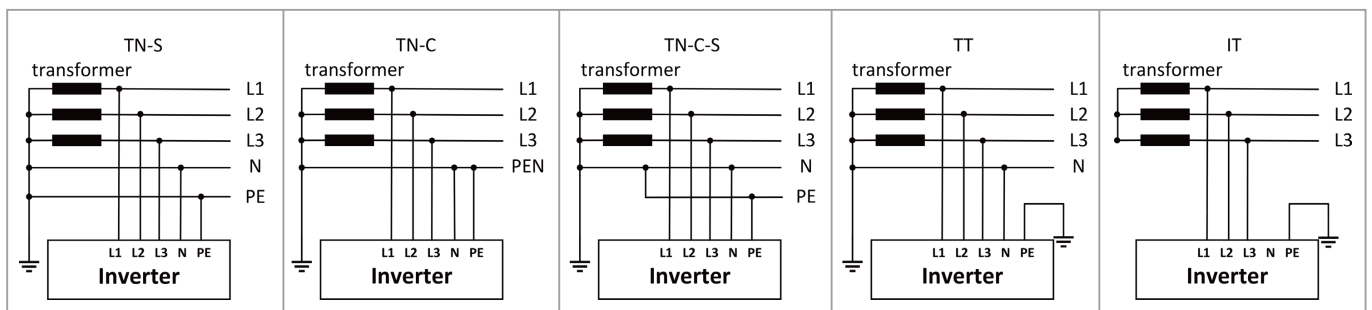 TN-S
transformer
L1
L2
L3
N
PE
L1 L2 L3 N PE
Inverter
TN-C
transformer
L1
L2
L3
PEN
L1 L2 L3 N PE
Inverter
TN-C-S
transformer
L1
L2
L3
N
PE
L1 L2 L3 N PE
Inverter
TT
transformer
L1
L2
L3
N
L1 L2 L3 N PE
Inverter
IT
transformer
L1
L2
L3
L1 L2 L3 N PE
Inverter